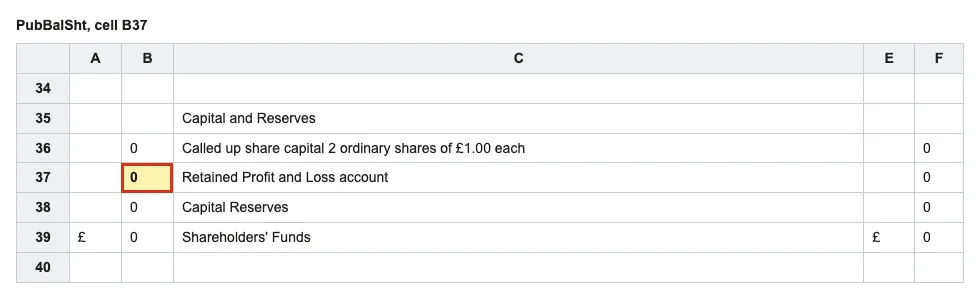 PubBalSht, cell B37
A B C E F
34
35 Capital and Reserves
36 0 Called up share capital 2 ordinary shares of £1.00 each 0
37 0 Retained Profit and Loss account 0
38 0 Capital Reserves 0
39 £ 0 Shareholders' Funds £ 0
40